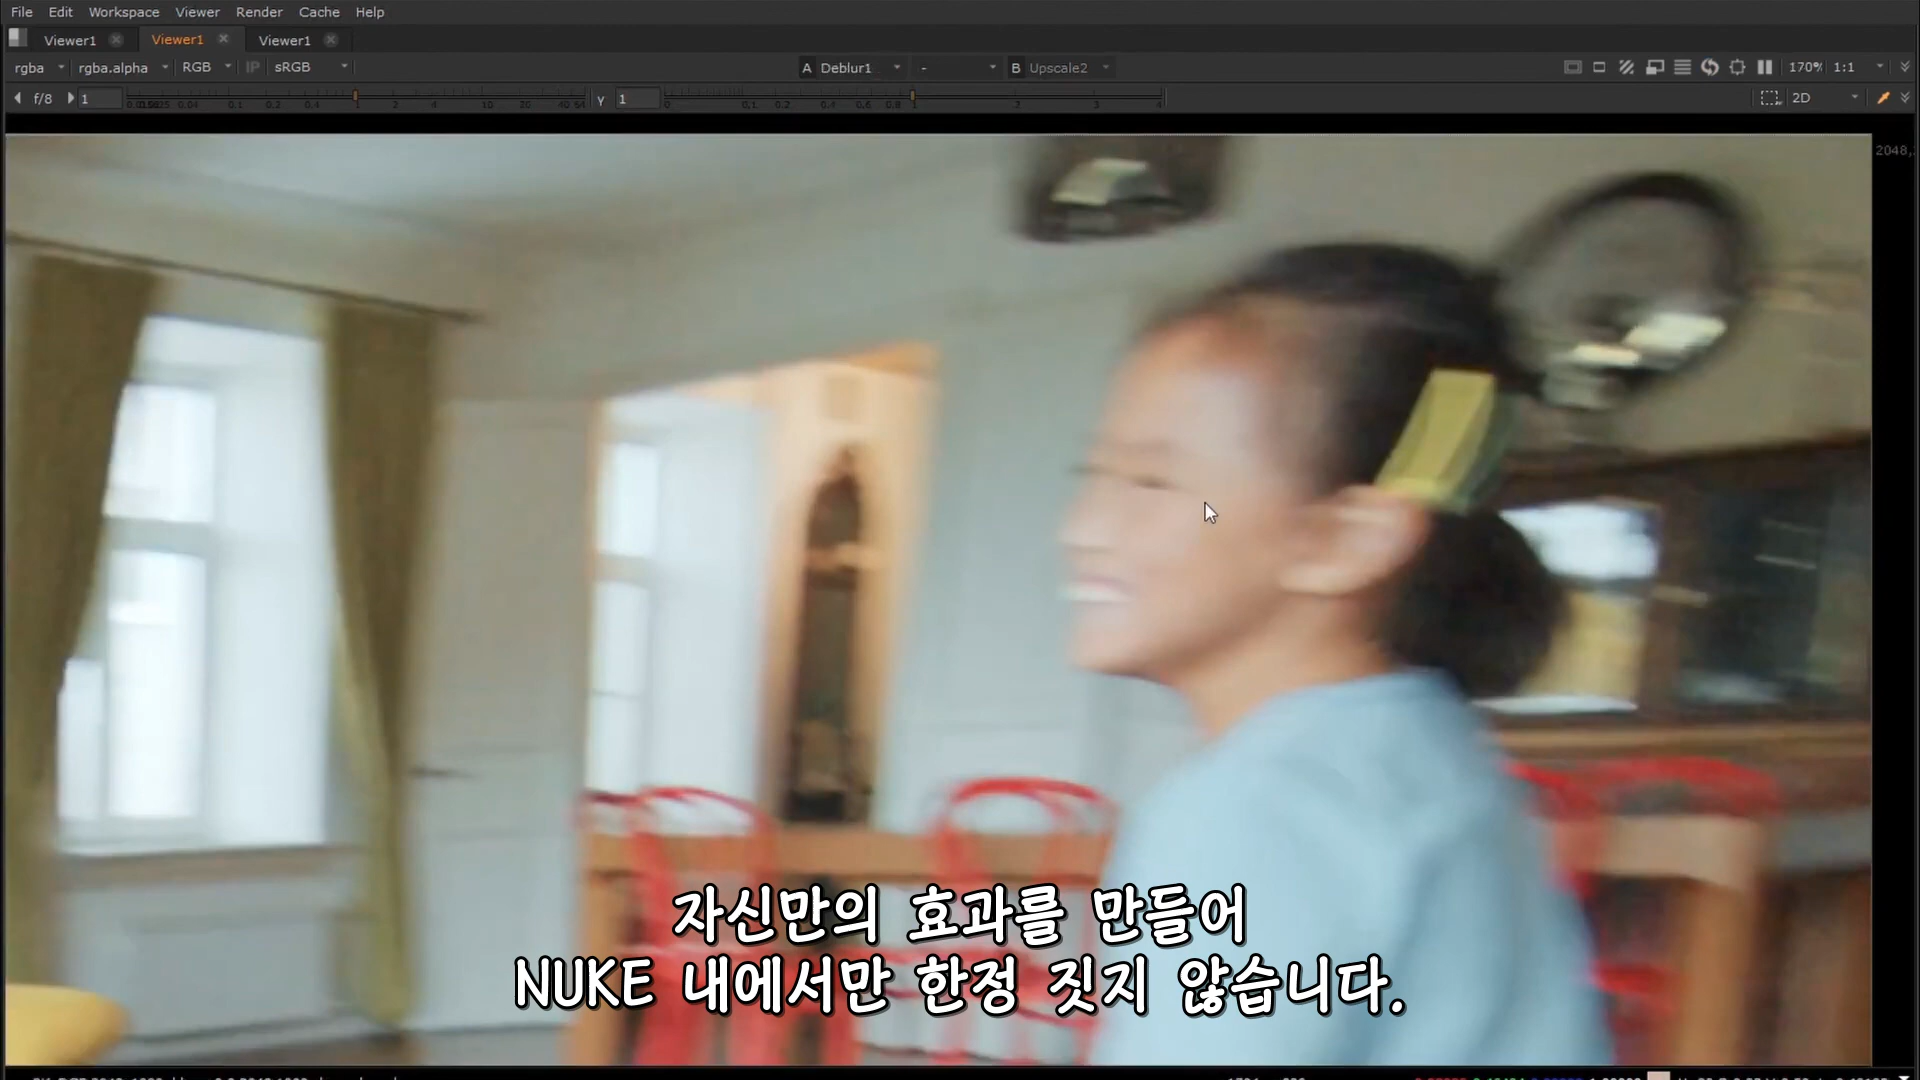 File Edit Workspace Viewer Render Cache Help
Viewer1 Viewer1 Viewer1
rgba rgba.alpha RGB IP sRGB A Deblur1 - B Upscale2 170% 1:1
f/8 1 y 1 2D
2048,
자신만의 효과를 만들어
NUKE 내에서만 한정 짓지 않습니다.